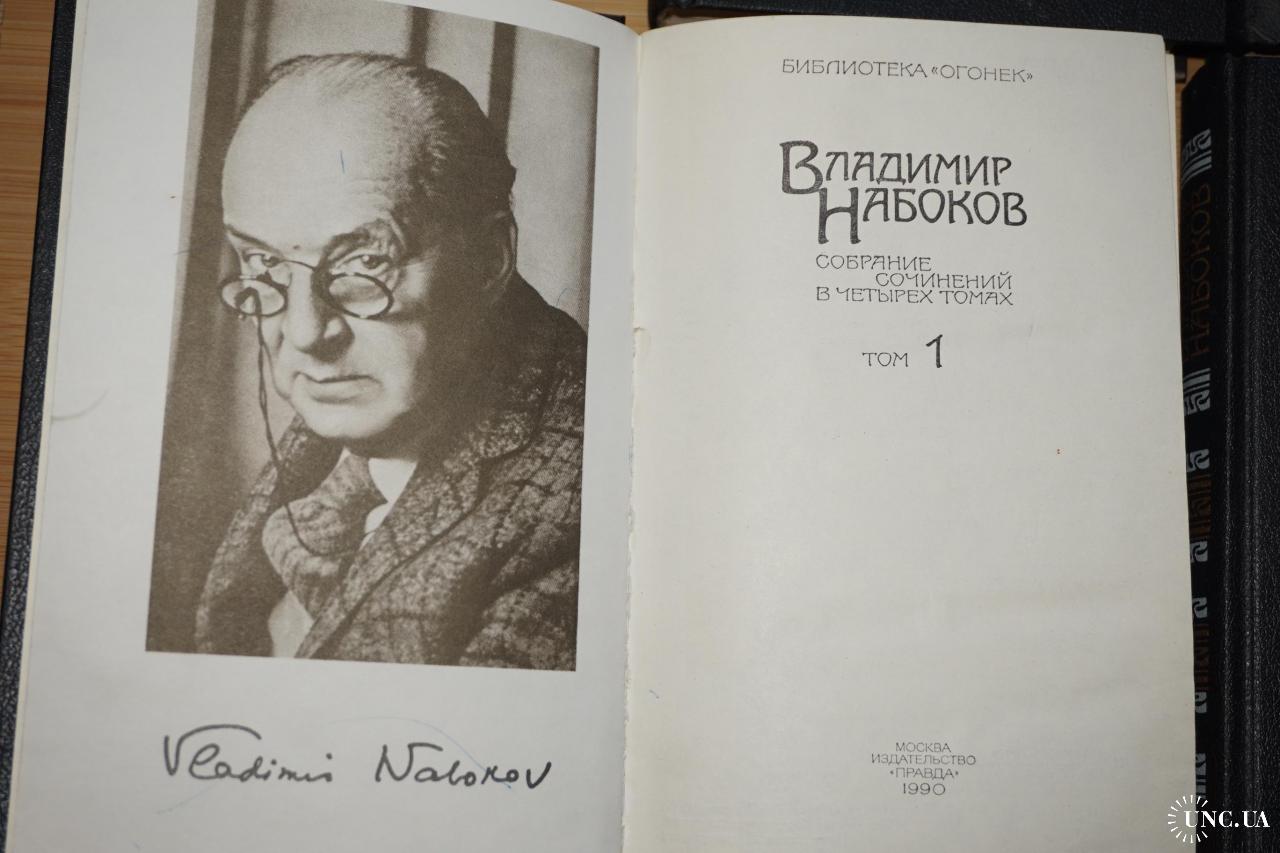 Vladimir Nabokov
БИБЛИОТЕКА «ОГОНЕК»
ВЛАДИМИР
НАБОКОВ
СОБРАНИЕ
СОЧИНЕНИЙ
В ЧЕТЫРЕХ ТОМАХ
ТОМ 1
МОСКВА
ИЗДАТЕЛЬСТВО
«ПРАВДА»
1990
НАБОКОВ
UNC.UA